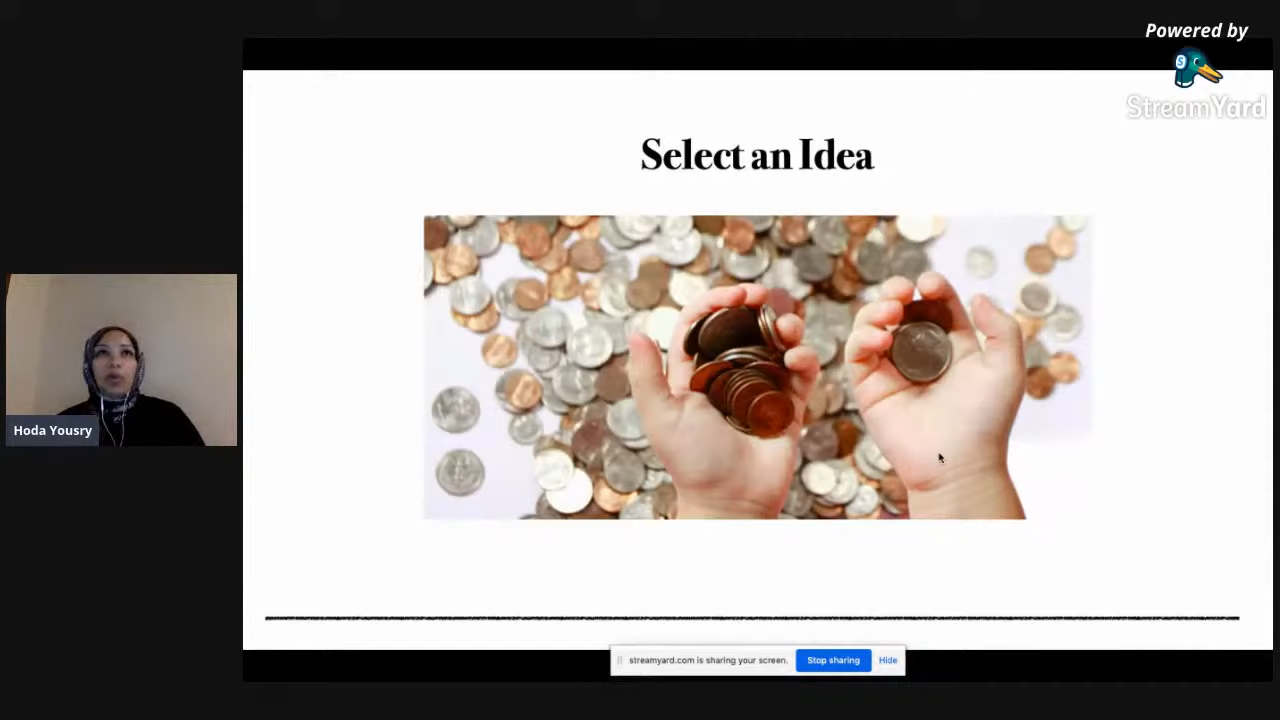 Powered by
StreamYard
Select an Idea
Hoda Yousry
streamyard.com is sharing your screen.
Stop sharing
Hide